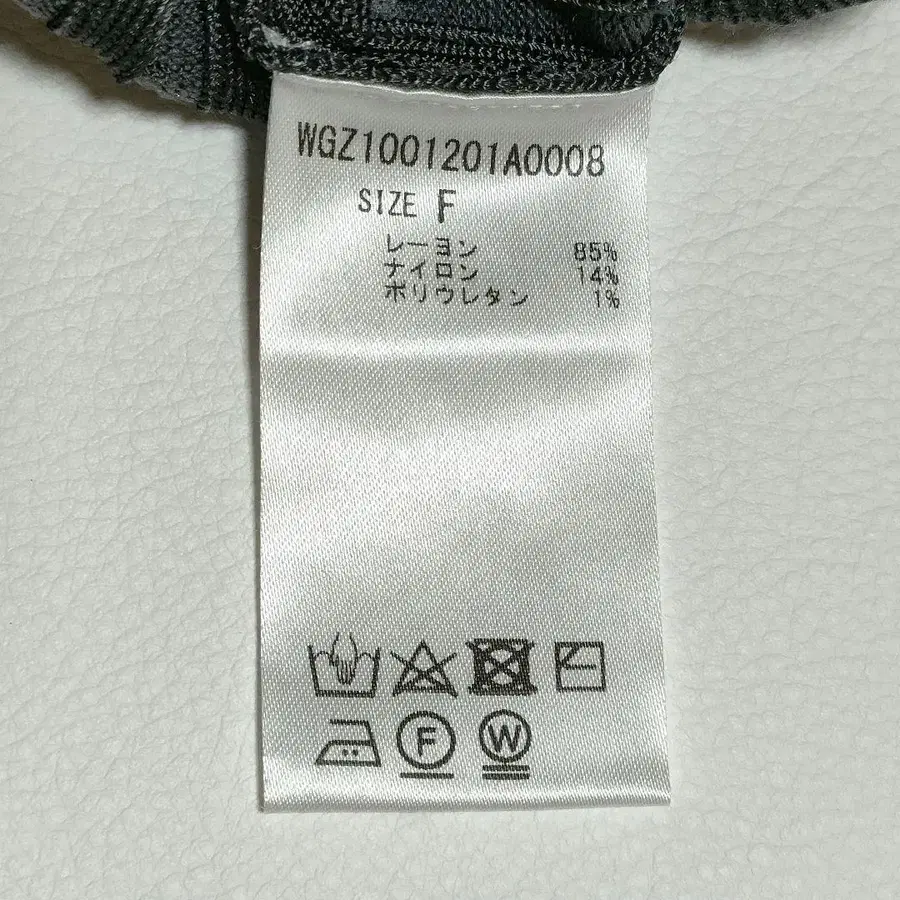 WGZ1001201A0008
SIZE F
レーヨン 85%
ナイロン 14%
ポリウレタン 1%
F W